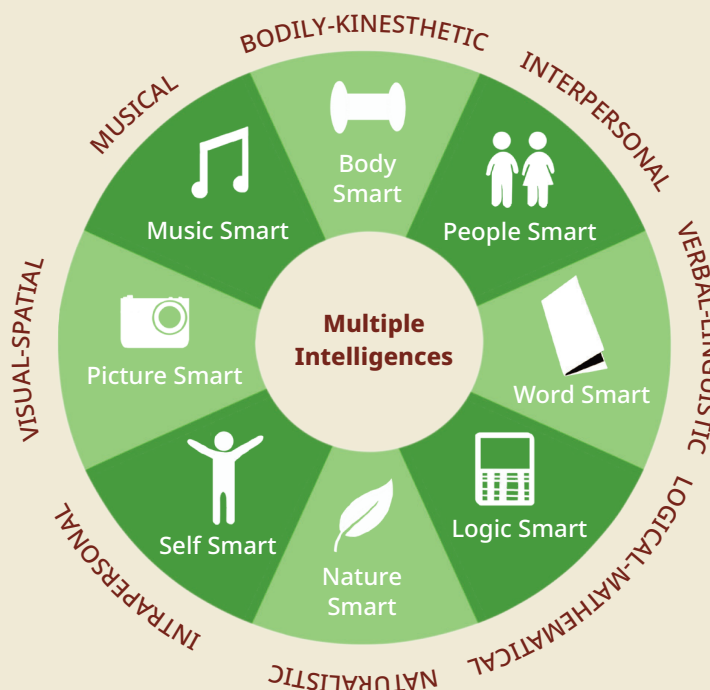 BODILY-KINESTHETIC
INTERPERSONAL
VERBAL-LINGUISTIC
LOGICAL-MATHEMATICAL
NATURALISTIC
INTRAPERSONAL
VISUAL-SPATIAL
MUSICAL
Body
Smart
People Smart
Word Smart
Logic Smart
Nature
Smart
Self Smart
Picture Smart
Music Smart
Multiple
Intelligences